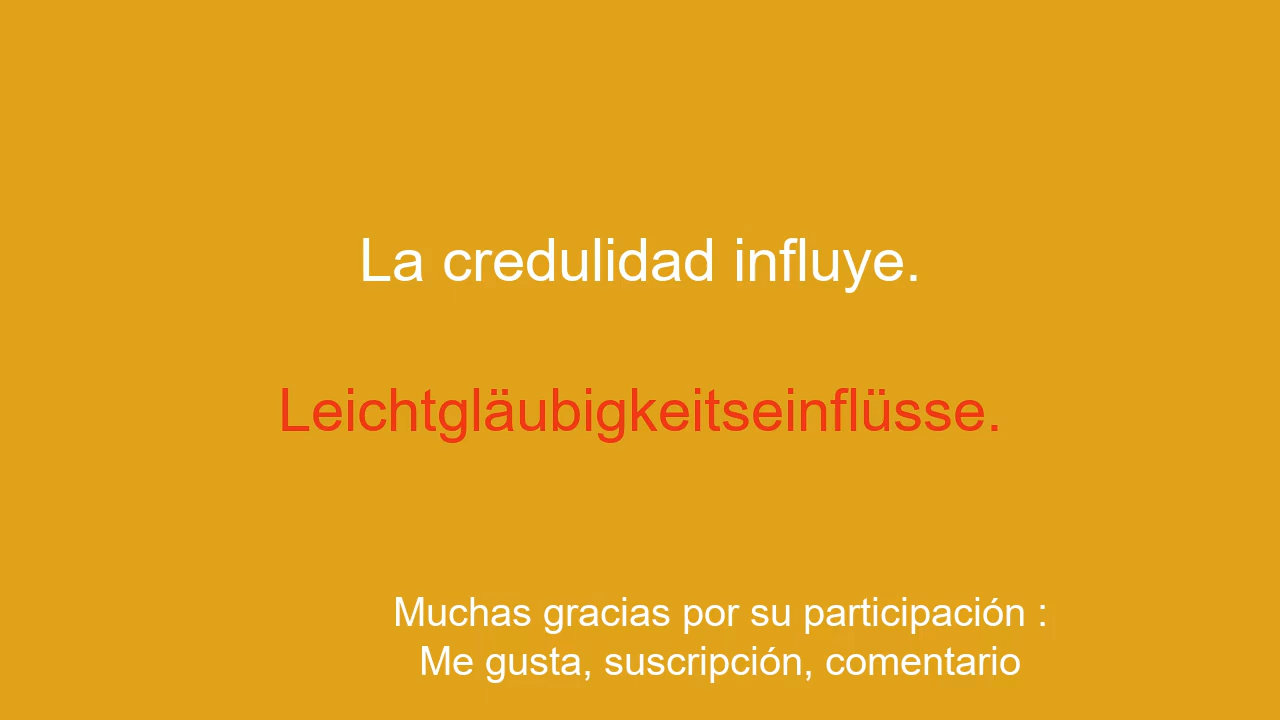 La credulidad influye.
Leichtgläubigkeitseinflüsse.
Muchas gracias por su participación :
Me gusta, suscripción, comentario